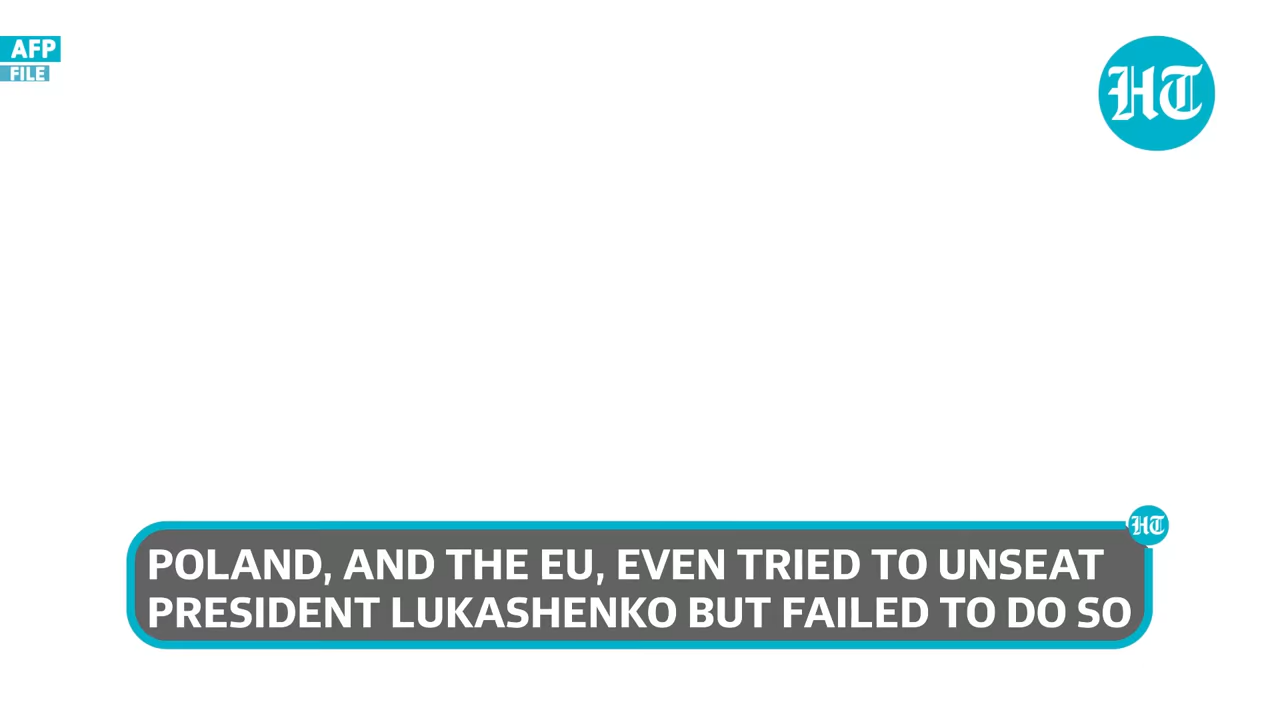 AFP
FILE
HT
HT
POLAND, AND THE EU, EVEN TRIED TO UNSEAT
PRESIDENT LUKASHENKO BUT FAILED TO DO SO